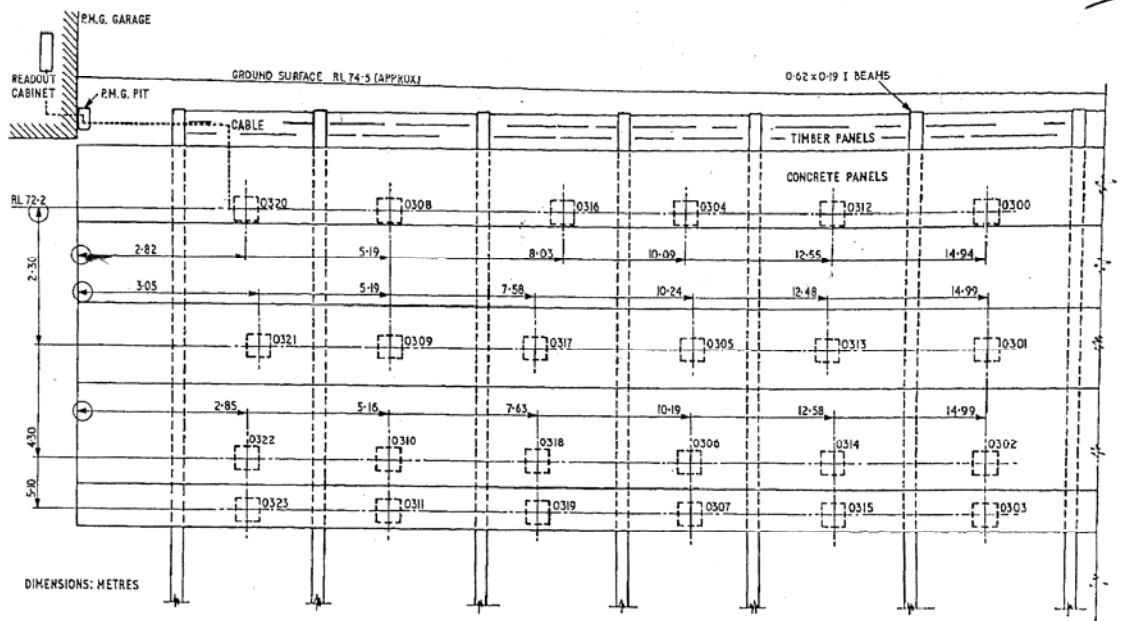 P.M.G. GARAGE
READOUT
CABINET
P.M.G. PIT
GROUND SURFACE RL 74·5 (APPROX)
0·62 x 0·19 I BEAMS
CABLE
TIMBER PANELS
CONCRETE PANELS
RL 72·2
0320 0308 0316 0304 0312 0300
2·82 5·19 8·03 10·09 12·55 14·94
2·30
3·05 5·19 7·58 10·24 12·48 14·99
0321 0309 0317 0305 0313 0301
2·85 5·16 7·63 10·19 12·58 14·99
4·30
0322 0310 0318 0306 0314 0302
5·10
0323 0311 0319 0307 0315 0303
DIMENSIONS: METRES